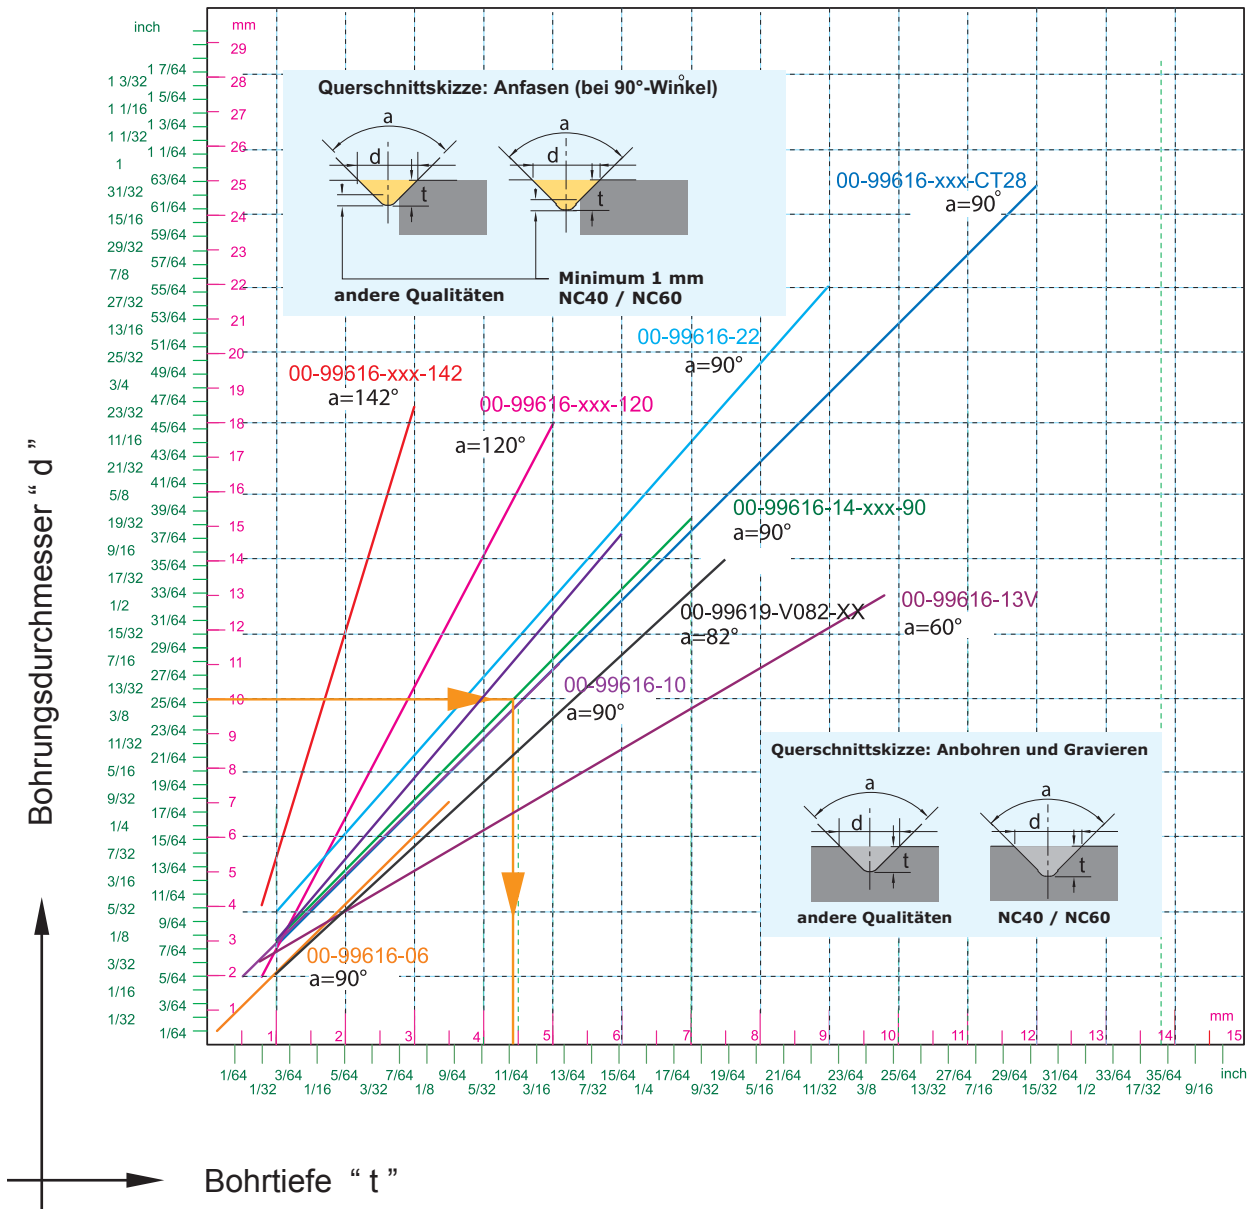 inch
mm
29
28
27
26
25
24
23
22
21
20
19
18
17
16
15
14
13
12
11
10
9
8
7
6
5
4
3
2
1
1 7/64
1 3/32
1 5/64
1 1/16
1 3/64
1 1/32
1 1/64
1
63/64
31/32
61/64
15/16
59/64
29/32
57/64
7/8
55/64
27/32
53/64
13/16
51/64
25/32
49/64
3/4
47/64
23/32
45/64
11/16
43/64
21/32
41/64
5/8
39/64
19/32
37/64
9/16
35/64
17/32
33/64
1/2
31/64
15/32
29/64
7/16
27/64
13/32
25/64
3/8
23/64
11/32
21/64
5/16
19/64
9/32
17/64
1/4
15/64
7/32
13/64
3/16
11/64
5/32
9/64
1/8
7/64
3/32
5/64
1/16
3/64
1/32
1/64
Querschnittskizze: Anfasen (bei 90°-Winkel)
a
d
t
a
d
t
andere Qualitäten
Minimum 1 mm
NC40 / NC60
00-99616-xxx-CT28
a=90°
00-99616-22
a=90°
00-99616-xxx-142
a=142°
00-99616-xxx-120
a=120°
00-99616-14-xxx-90
a=90°
00-99619-V082-XX
a=82°
00-99616-13V
a=60°
00-99616-10
a=90°
00-99616-06
a=90°
Querschnittskizze: Anbohren und Gravieren
a
d
t
a
d
t
andere Qualitäten
NC40 / NC60
mm
1 2 3 4 5 6 7 8 9 10 11 12 13 14 15
1/64 3/64 5/64 7/64 9/64 11/64 13/64 15/64 17/64 19/64 21/64 23/64 25/64 27/64 29/64 31/64 33/64 35/64 inch
1/32 1/16 3/32 1/8 5/32 3/16 7/32 1/4 9/32 5/16 11/32 3/8 13/32 7/16 15/32 1/2 17/32 9/16
Bohrungsdurchmesser “ d ”
Bohrtiefe “ t ”